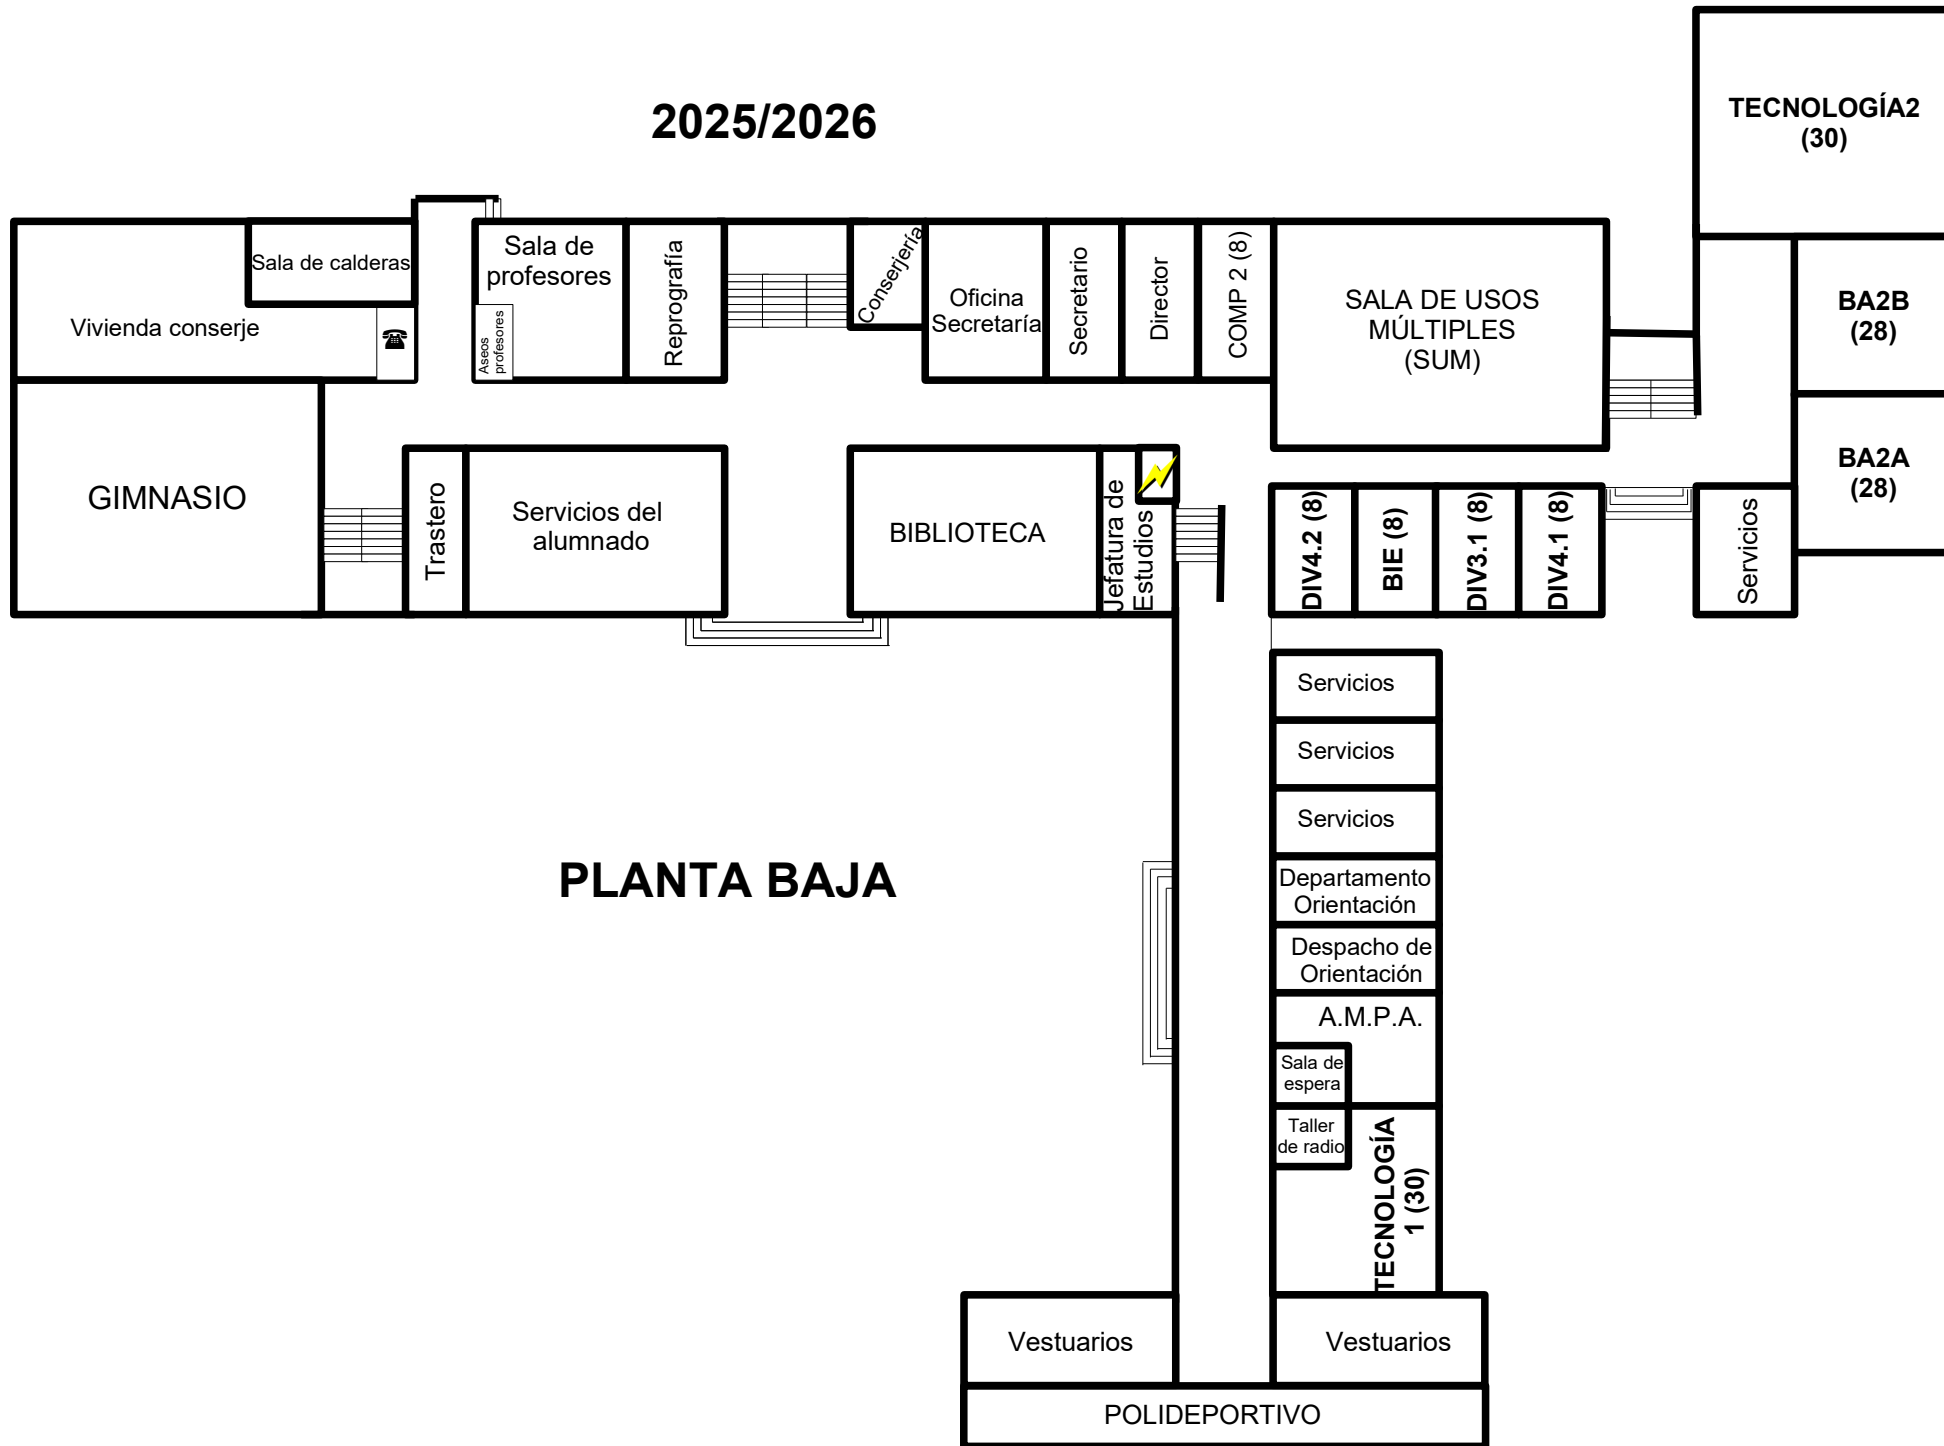 TECNOLOGÍA2
(30)
2025/2026
Sala de calderas
Vivienda conserje
Sala de
profesores
Aseos
profesores
Reprografía
Conserjería
Oficina
Secretaría
Secretario
Director
COMP 2 (8)
SALA DE USOS
MÚLTIPLES
(SUM)
BA2B
(28)
BA2A
(28)
GIMNASIO
Trastero
Servicios del
alumnado
BIBLIOTECA
Jefatura de
Estudios
DIV4.2 (8)
BIE (8)
DIV3.1 (8)
DIV4.1 (8)
Servicios
Servicios
Servicios
Servicios
PLANTA BAJA
Departamento
Orientación
Despacho de
Orientación
A.M.P.A.
Sala de
espera
Taller
de radio
TECNOLOGÍA
1 (30)
Vestuarios
Vestuarios
POLIDEPORTIVO